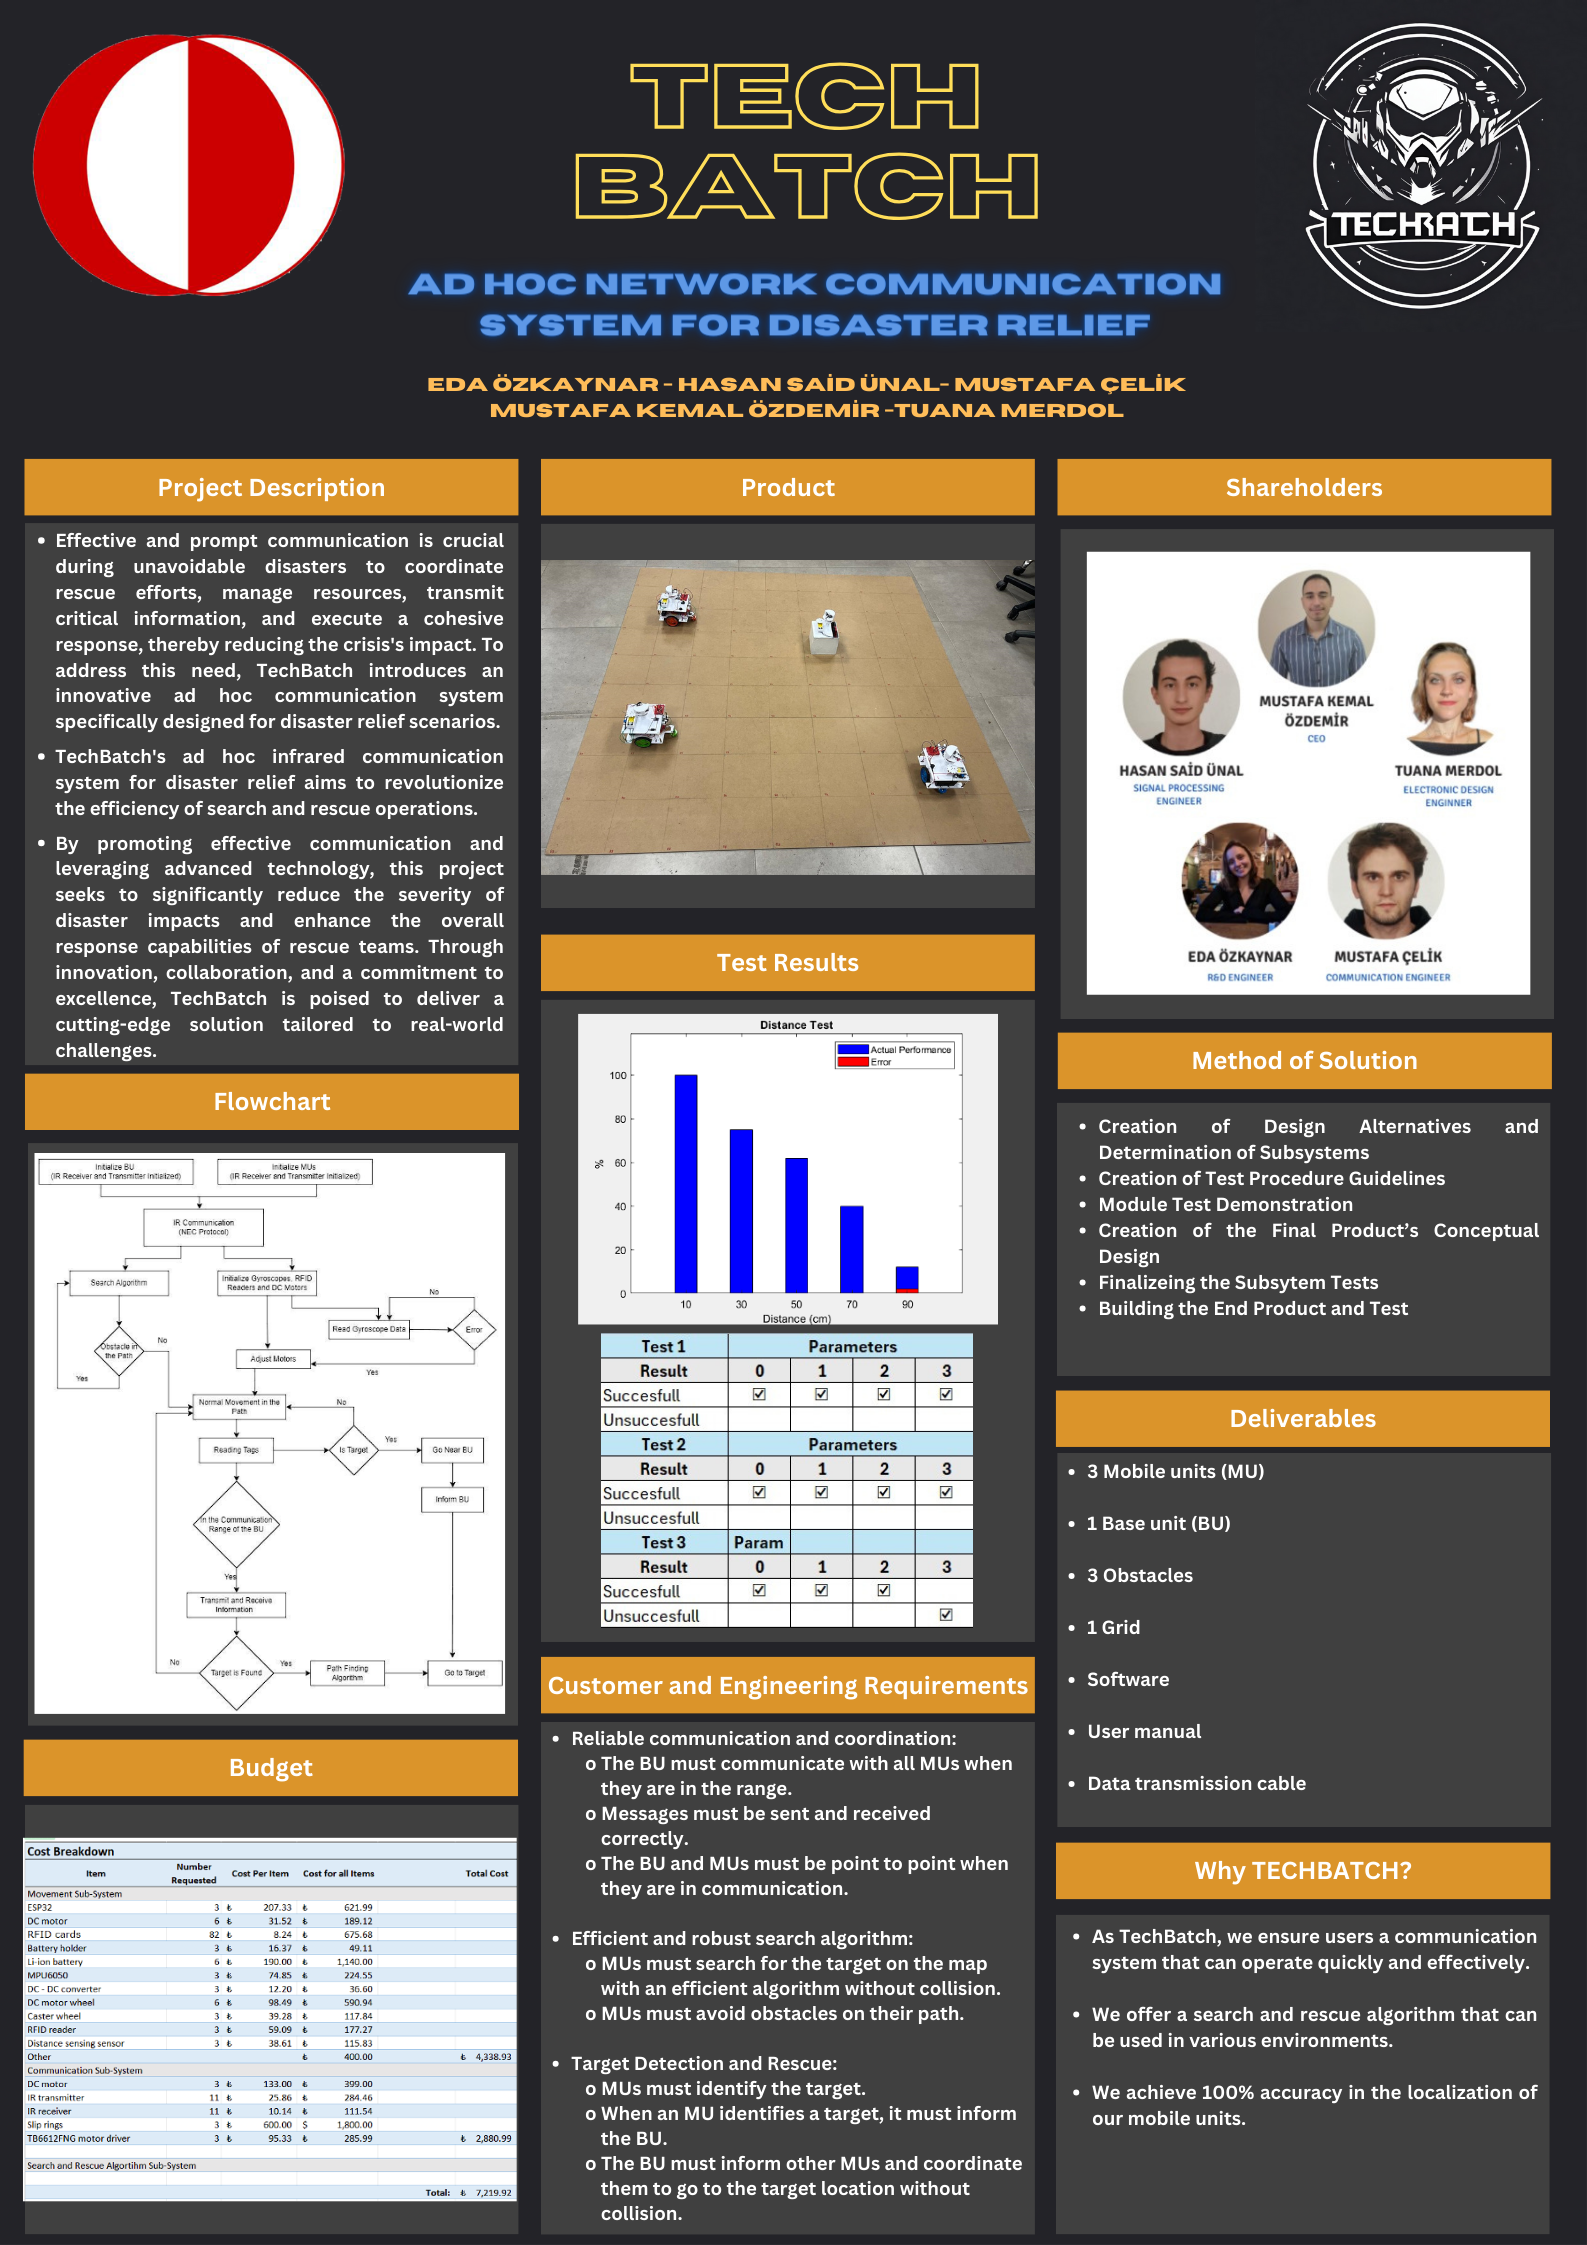 TECH
BATCH
TECHBATCH
AD HOC NETWORK COMMUNICATION
SYSTEM FOR DISASTER RELIEF
EDA ÖZKAYNAR - HASAN SAİD ÜNAL- MUSTAFA ÇELİK
MUSTAFA KEMAL ÖZDEMİR -TUANA MERDOL
Project Description
• Effective and prompt communication is crucial
during unavoidable disasters to coordinate
rescue efforts, manage resources, transmit
critical information, and execute a cohesive
response, thereby reducing the crisis's impact. To
address this need, TechBatch introduces an
innovative ad hoc communication system
specifically designed for disaster relief scenarios.
• TechBatch's ad hoc infrared communication
system for disaster relief aims to revolutionize
the efficiency of search and rescue operations.
• By promoting effective communication and
leveraging advanced technology, this project
seeks to significantly reduce the severity of
disaster impacts and enhance the overall
response capabilities of rescue teams. Through
innovation, collaboration, and a commitment to
excellence, TechBatch is poised to deliver a
cutting-edge solution tailored to real-world
challenges.
Flowchart
Initialize BU
(IR Receiver and Transmitter Initialized)
Initialize MUs
(IR Receiver and Transmitter Initialized)
IR Communication
(NEC Protocol)
Search Algorithm
Initialize Gyroscopes, RFID
Readers and DC Motors
No
Read Gyroscope Data
Error
Obstacle in
the Path
No
Adjust Motors
Yes
Yes
Normal Movement in the
Path
No
Reading Tags
Is Target
Yes
Go Near BU
Inform BU
In the Communication
Range of the BU
Yes
Transmit and Receive
Information
No
Target is Found
Yes
Path Finding
Algorithm
Go to Target
Budget
Cost Breakdown
Item Number Requested Cost Per Item Cost for all Items Total Cost
Movement Sub-System
ESP32 3 ₺ 207.33 ₺ 621.99
DC motor 6 ₺ 31.52 ₺ 189.12
RFID cards 82 ₺ 8.24 ₺ 675.68
Battery holder 3 ₺ 16.37 ₺ 49.11
Li-ion battery 6 ₺ 190.00 ₺ 1,140.00
MPU6050 3 ₺ 74.85 ₺ 224.55
DC - DC converter 3 ₺ 12.20 ₺ 36.60
DC motor wheel 6 ₺ 98.49 ₺ 590.94
Caster wheel 3 ₺ 39.28 ₺ 117.84
RFID reader 3 ₺ 59.09 ₺ 177.27
Distance sensing sensor 3 ₺ 38.61 ₺ 115.83
Other ₺ 400.00 ₺ 4,338.93
Communication Sub-System
DC motor 3 ₺ 133.00 ₺ 399.00
IR transmitter 11 ₺ 25.86 ₺ 284.46
IR receiver 11 ₺ 10.14 ₺ 111.54
Slip rings 3 ₺ 600.00 $ 1,800.00
TB6612FNG motor driver 3 ₺ 95.33 ₺ 285.99 ₺ 2,880.99
Search and Rescue Algortihm Sub-System
Total: ₺ 7,219.92
Product
Test Results
Distance Test
Actual Performance
Error
100
80
60
40
20
0
%
10 30 50 70 90
Distance (cm)
Test 1 Parameters
Result 0 1 2 3
Succesfull ☑ ☑ ☑ ☑
Unsuccesfull
Test 2 Parameters
Result 0 1 2 3
Succesfull ☑ ☑ ☑ ☑
Unsuccesfull
Test 3 Param
Result 0 1 2 3
Succesfull ☑ ☑ ☑
Unsuccesfull ☑
Customer and Engineering Requirements
• Reliable communication and coordination:
o The BU must communicate with all MUs when
they are in the range.
o Messages must be sent and received
correctly.
o The BU and MUs must be point to point when
they are in communication.
• Efficient and robust search algorithm:
o MUs must search for the target on the map
with an efficient algorithm without collision.
o MUs must avoid obstacles on their path.
• Target Detection and Rescue:
o MUs must identify the target.
o When an MU identifies a target, it must inform
the BU.
o The BU must inform other MUs and coordinate
them to go to the target location without
collision.
Shareholders
MUSTAFA KEMAL
ÖZDEMİR
CEO
HASAN SAİD ÜNAL
SIGNAL PROCESSING
ENGINEER
TUANA MERDOL
ELECTRONIC DESIGN
ENGINNER
EDA ÖZKAYNAR
R&D ENGINEER
MUSTAFA ÇELİK
COMMUNICATION ENGINEER
Method of Solution
• Creation of Design Alternatives and
Determination of Subsystems
• Creation of Test Procedure Guidelines
• Module Test Demonstration
• Creation of the Final Product’s Conceptual
Design
• Finalizeing the Subsytem Tests
• Building the End Product and Test
Deliverables
• 3 Mobile units (MU)
• 1 Base unit (BU)
• 3 Obstacles
• 1 Grid
• Software
• User manual
• Data transmission cable
Why TECHBATCH?
• As TechBatch, we ensure users a communication
system that can operate quickly and effectively.
• We offer a search and rescue algorithm that can
be used in various environments.
• We achieve 100% accuracy in the localization of
our mobile units.